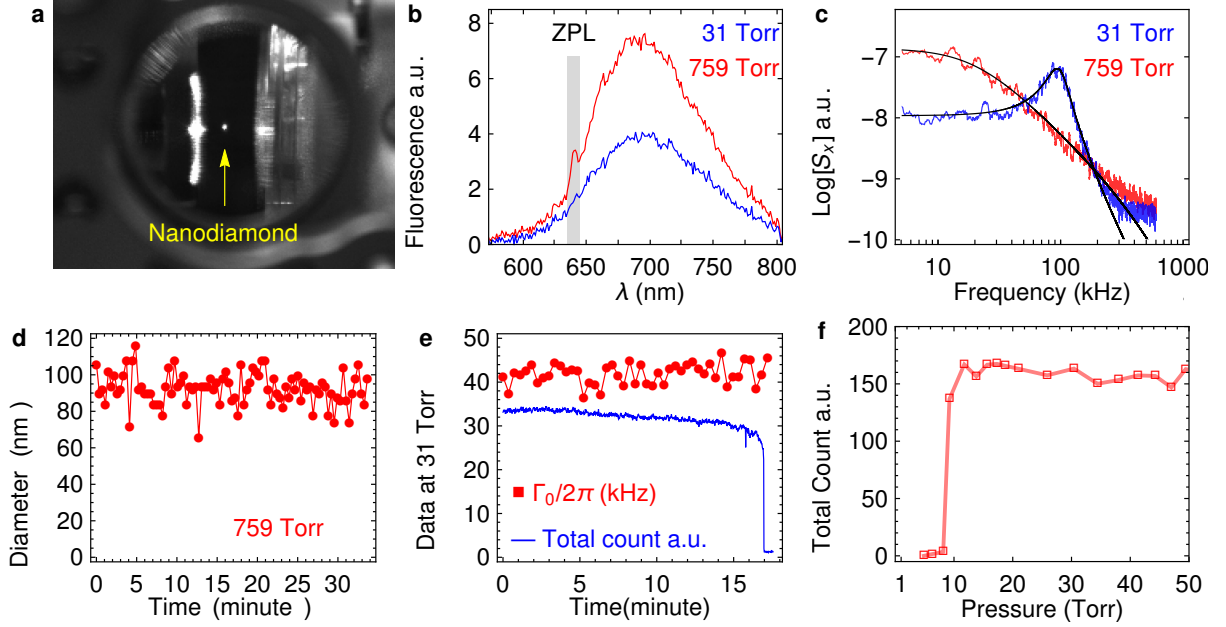 a
Nanodiamond
b
ZPL
31 Torr
759 Torr
Fluorescence a.u.
8
6
4
2
0
600 650 700 750 800
λ (nm)
c
31 Torr
759 Torr
Log[Sₓ] a.u.
−7
−8
−9
−10
10 100 1000
Frequency (kHz)
d
Diameter (nm)
120
100
80
60
40
20
0
759 Torr
0 5 10 15 20 25 30
Time (minute)
e
Data at 31 Torr
50
40
30
20
10
0
Γ₀/2π (kHz)
Total count a.u.
0 5 10 15
Time(minute)
f
Total Count a.u.
200
150
100
50
0
1 10 20 30 40 50
Pressure (Torr)